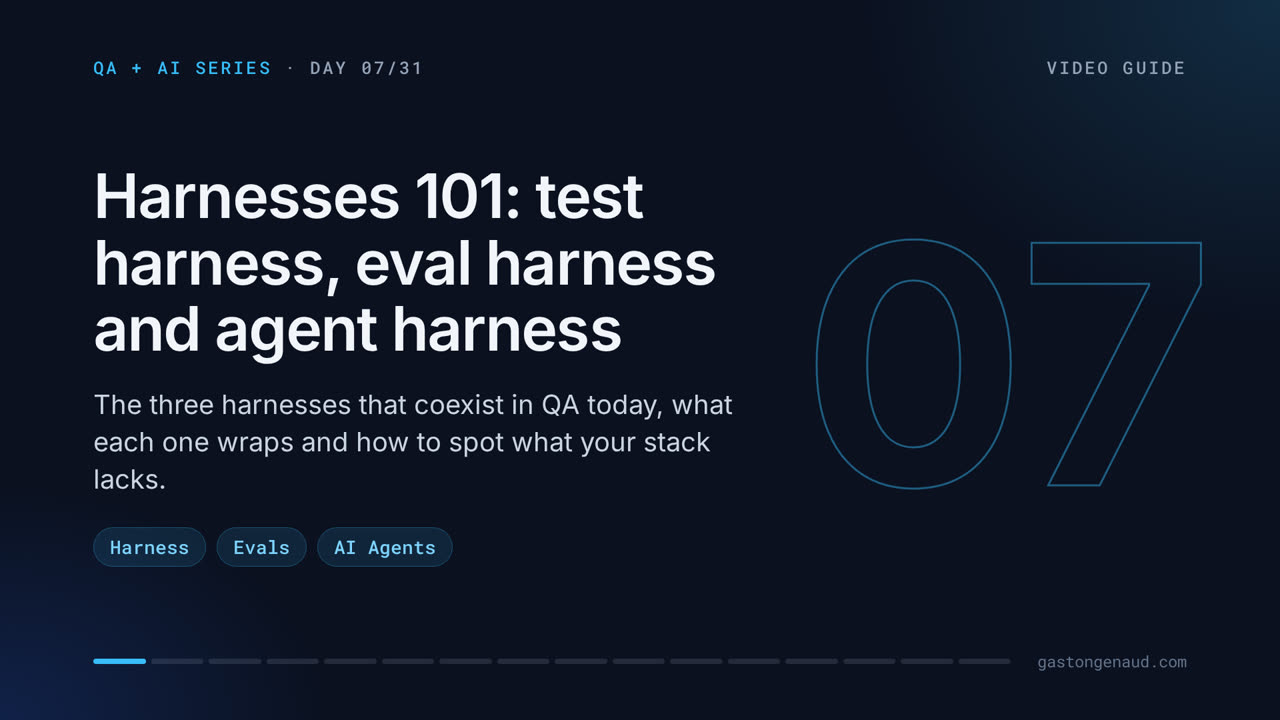 QA + AI SERIES · DAY 07/31
VIDEO GUIDE
Harnesses 101: test
harness, eval harness
and agent harness
07
The three harnesses that coexist in QA today, what
each one wraps and how to spot what your stack
lacks.
Harness
Evals
AI Agents
gastongenaud.com